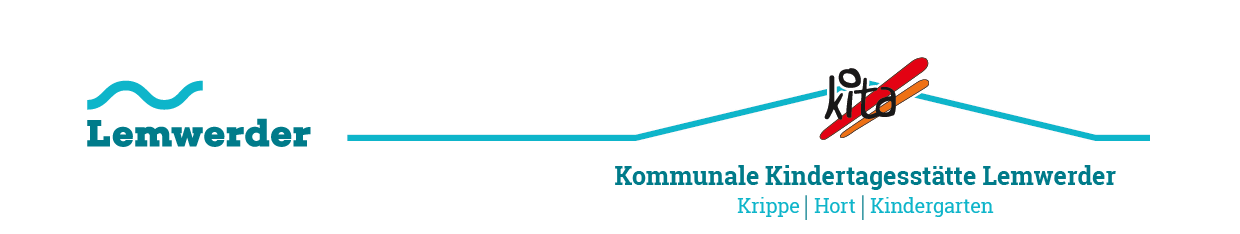 Lemwerder
kita
Kommunale Kindertagesstätte Lemwerder
Krippe | Hort | Kindergarten